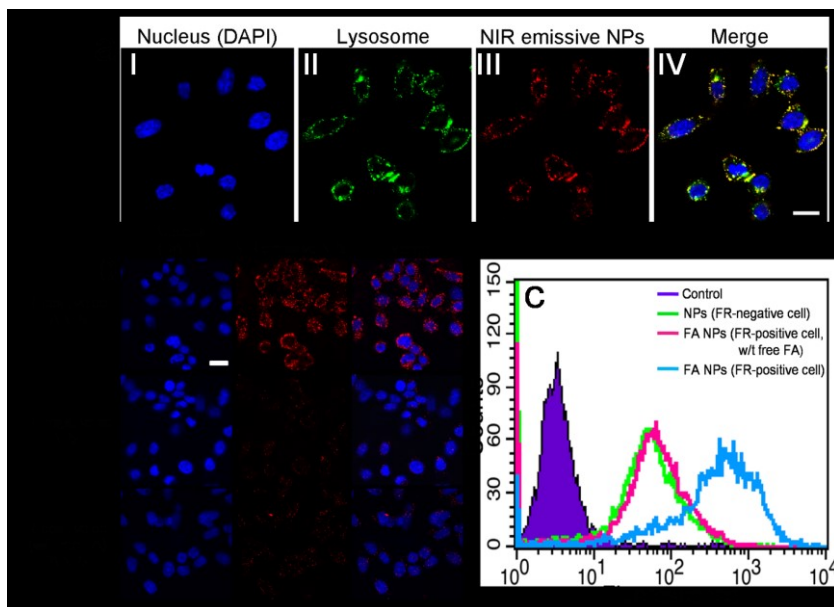 Nucleus (DAPI) Lysosome NIR emissive NPs Merge
I II III IV
C
Control
NPs (FR-negative cell)
FA NPs (FR-positive cell,
w/t free FA)
FA NPs (FR-positive cell)
150
120
90
60
30
0
10⁰ 10¹ 10² 10³ 10⁴